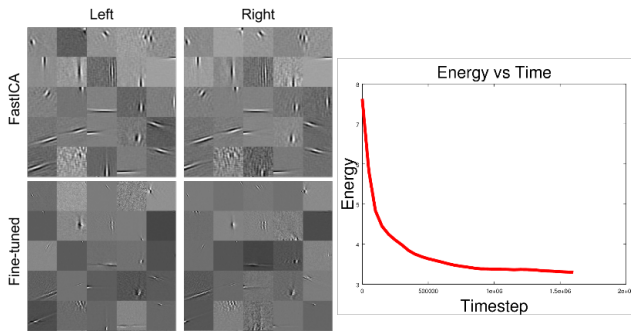 Left Right
FastICA
Fine-tuned
Energy vs Time
Energy
8
7
6
5
4
3
0 500000 1e+06 1.5e+06 2e+0
Timestep